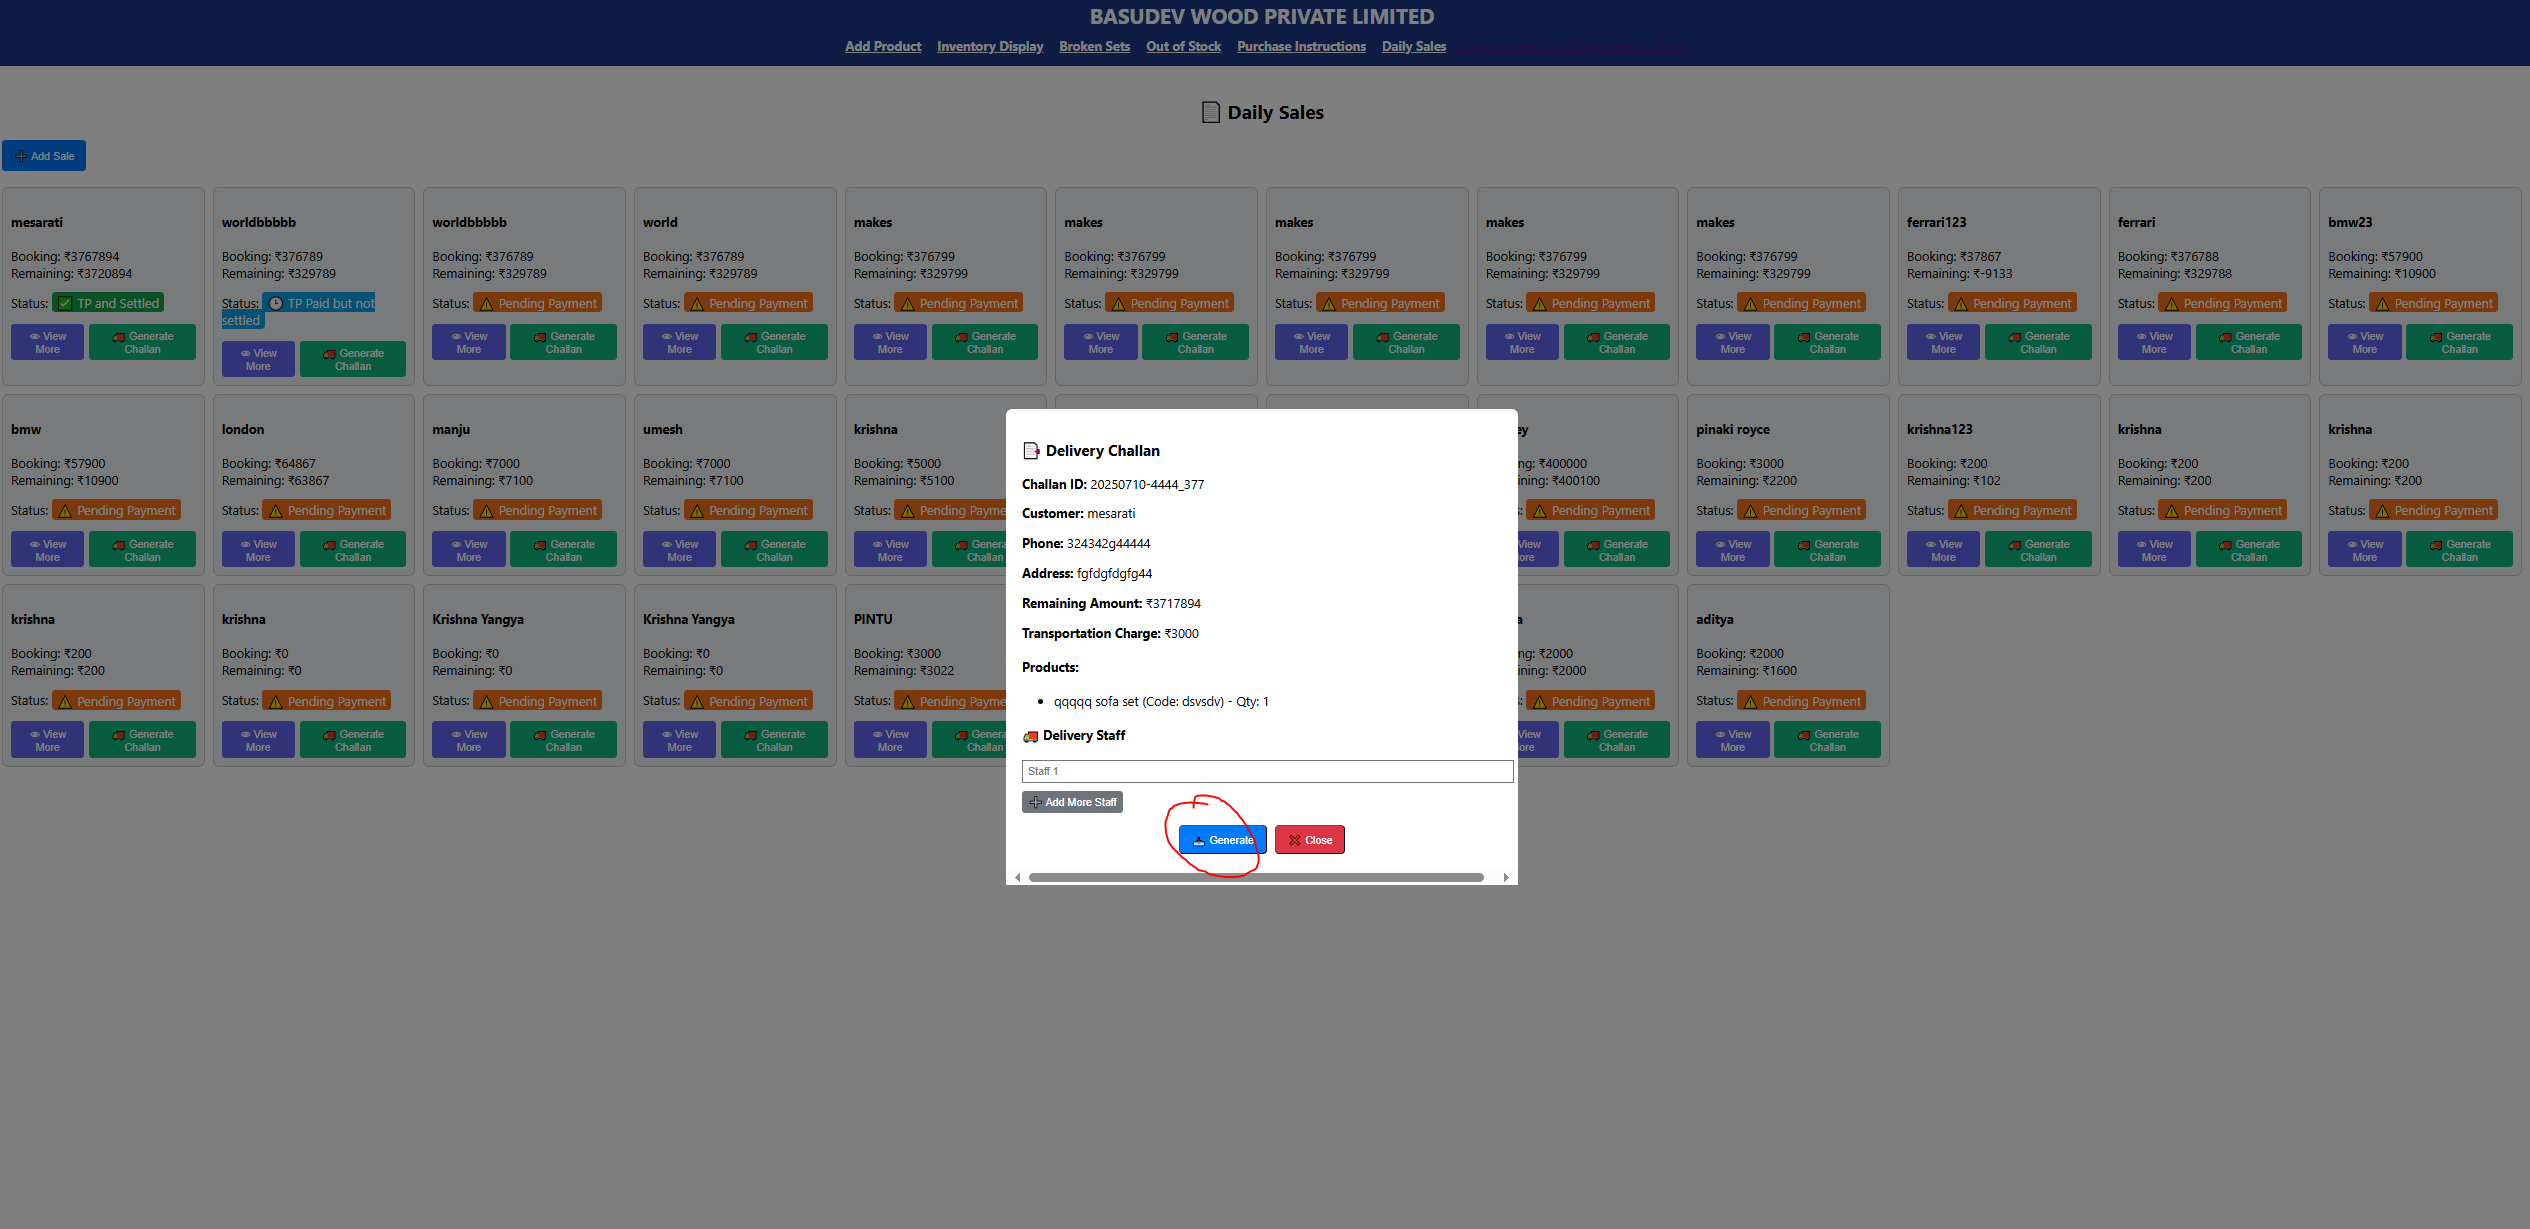 BASUDEV WOOD PRIVATE LIMITED
Add Product Inventory Display Broken Sets Out of Stock Purchase Instructions Daily Sales
Daily Sales
Add Sale
mesarati
Booking: ₹3767894
Remaining: ₹3720894
Status: TP and Settled
View More
Generate Challan
worldbbbbb
Booking: ₹376789
Remaining: ₹329789
Status: TP Paid but not settled
View More
Generate Challan
worldbbbbb
Booking: ₹376789
Remaining: ₹329789
Status: Pending Payment
View More
Generate Challan
world
Booking: ₹376789
Remaining: ₹329789
Status: Pending Payment
View More
Generate Challan
makes
Booking: ₹376799
Remaining: ₹329799
Status: Pending Payment
View More
Generate Challan
makes
Booking: ₹376799
Remaining: ₹329799
Status: Pending Payment
View More
Generate Challan
makes
Booking: ₹376799
Remaining: ₹329799
Status: Pending Payment
View More
Generate Challan
makes
Booking: ₹376799
Remaining: ₹329799
Status: Pending Payment
View More
Generate Challan
makes
Booking: ₹376799
Remaining: ₹329799
Status: Pending Payment
View More
Generate Challan
ferrari123
Booking: ₹37867
Remaining: ₹-9133
Status: Pending Payment
View More
Generate Challan
ferrari
Booking: ₹376788
Remaining: ₹329788
Status: Pending Payment
View More
Generate Challan
bmw23
Booking: ₹57900
Remaining: ₹10900
Status: Pending Payment
View More
Generate Challan
bmw
Booking: ₹57900
Remaining: ₹10900
Status: Pending Payment
View More
Generate Challan
london
Booking: ₹64867
Remaining: ₹63867
Status: Pending Payment
View More
Generate Challan
manju
Booking: ₹7000
Remaining: ₹7100
Status: Pending Payment
View More
Generate Challan
umesh
Booking: ₹7000
Remaining: ₹7100
Status: Pending Payment
View More
Generate Challan
krishna
Booking: ₹5000
Remaining: ₹5100
Status: Pending Payme
View More
Genera
Challan
ey
ng: ₹400000
ining: ₹400100
Pending Payment
View
ore
Generate Challan
pinaki royce
Booking: ₹3000
Remaining: ₹2200
Status: Pending Payment
View More
Generate Challan
krishna123
Booking: ₹200
Remaining: ₹102
Status: Pending Payment
View More
Generate Challan
krishna
Booking: ₹200
Remaining: ₹200
Status: Pending Payment
View More
Generate Challan
krishna
Booking: ₹200
Remaining: ₹200
Status: Pending Payment
View More
Generate Challan
krishna
Booking: ₹200
Remaining: ₹200
Status: Pending Payment
View More
Generate Challan
krishna
Booking: ₹0
Remaining: ₹0
Status: Pending Payment
View More
Generate Challan
Krishna Yangya
Booking: ₹0
Remaining: ₹0
Status: Pending Payment
View More
Generate Challan
Krishna Yangya
Booking: ₹0
Remaining: ₹0
Status: Pending Payment
View More
Generate Challan
PINTU
Booking: ₹3000
Remaining: ₹3022
Status: Pending Payme
View More
Genera
Challan
a
ng: ₹2000
ining: ₹2000
Pending Payment
View
ore
Generate Challan
aditya
Booking: ₹2000
Remaining: ₹1600
Status: Pending Payment
View More
Generate Challan
Delivery Challan
Challan ID: 20250710-4444_377
Customer: mesarati
Phone: 324342g44444
Address: fgfdgfdgfg44
Remaining Amount: ₹3717894
Transportation Charge: ₹3000
Products:
• qqqqq sofa set (Code: dsvsdv) - Qty: 1
Delivery Staff
Staff 1
Add More Staff
Generate Close